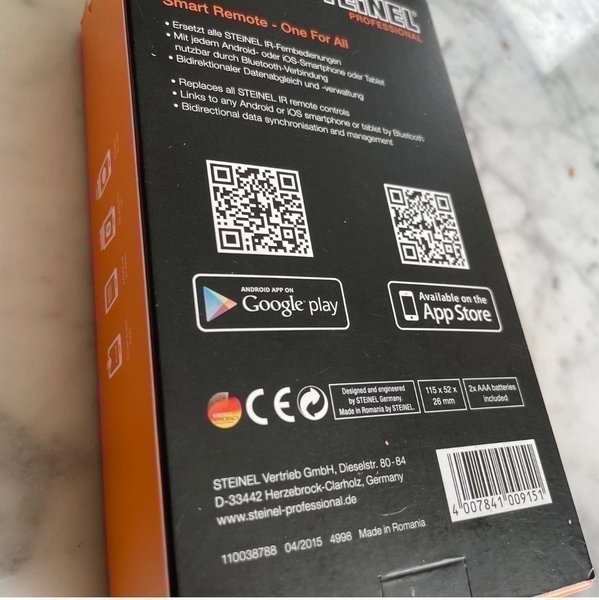 STEINEL
PROFESSIONAL
Smart Remote - One For All
• Ersetzt alle STEINEL IR-Fernbedienungen
• Mit jedem Android- oder iOS-Smartphone oder Tablet
nutzbar durch Bluetooth-Verbindung
• Bidirektionaler Datenabgleich und -verwaltung
• Replaces all STEINEL IR remote controls
• Links to any Android or iOS smartphone or tablet by Bluetooth
• Bidirectional data synchronisation and management
ANDROID APP ON
Google play
Available on the
App Store
CE
Designed and engineered
by STEINEL Germany.
Made in Romania by STEINEL.
115 x 52 x
26 mm
2x AAA batteries
included
STEINEL Vertrieb GmbH, Dieselstr. 80-84
D-33442 Herzebrock-Clarholz, Germany
www.steinel-professional.de
4 007841 009151
110038788 04/2015 4998 Made in Romania